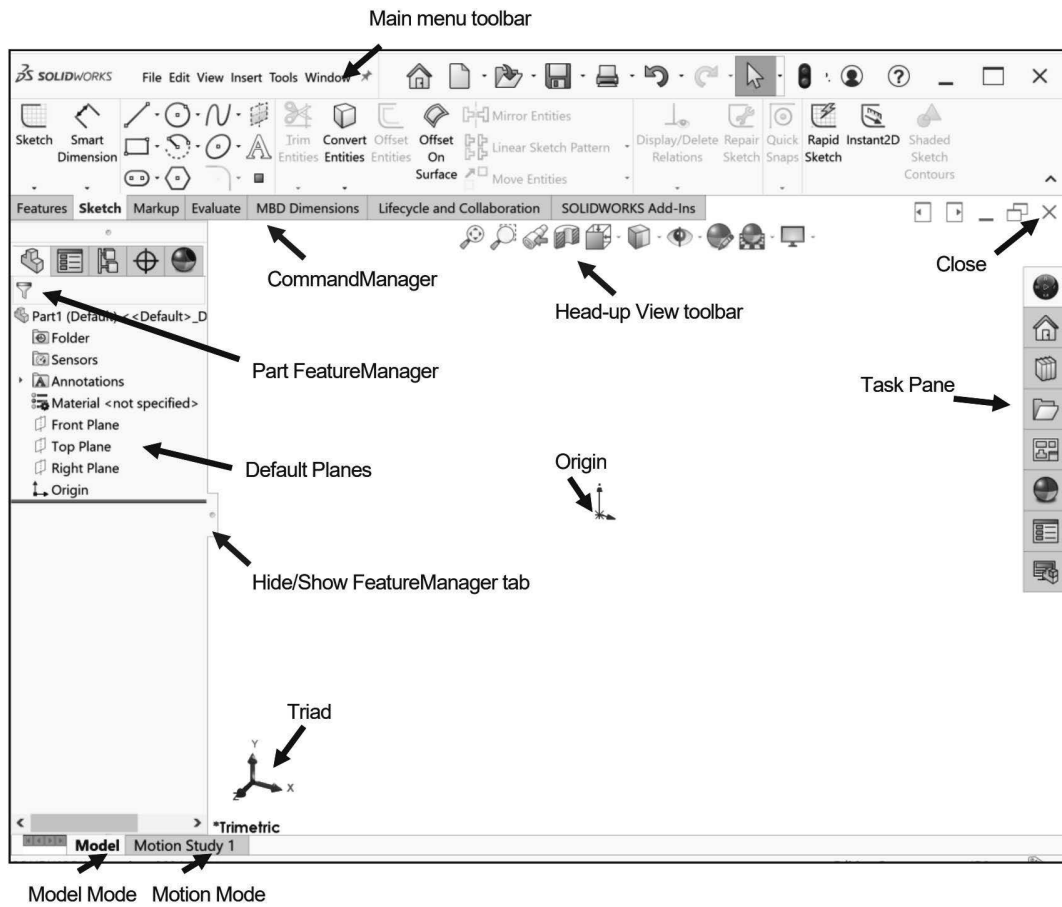 Main menu toolbar
SOLIDWORKS File Edit View Insert Tools Window
Sketch Smart Dimension Trim Entities Convert Entities Offset Entities Offset On Surface Mirror Entities Linear Sketch Pattern Move Entities Display/Delete Relations Repair Sketch Quick Snaps Rapid Sketch Instant2D Shaded Sketch Contours
Features Sketch Markup Evaluate MBD Dimensions Lifecycle and Collaboration SOLIDWORKS Add-Ins
CommandManager
Close
Head-up View toolbar
Part1 (Default) <<Default>_D
Folder
Sensors
Part FeatureManager
Annotations
Task Pane
Material <not specified>
Front Plane
Top Plane
Origin
Right Plane
Default Planes
Origin
Hide/Show FeatureManager tab
Triad
Y
X
Z
*Trimetric
Model Motion Study 1
Model Mode Motion Mode